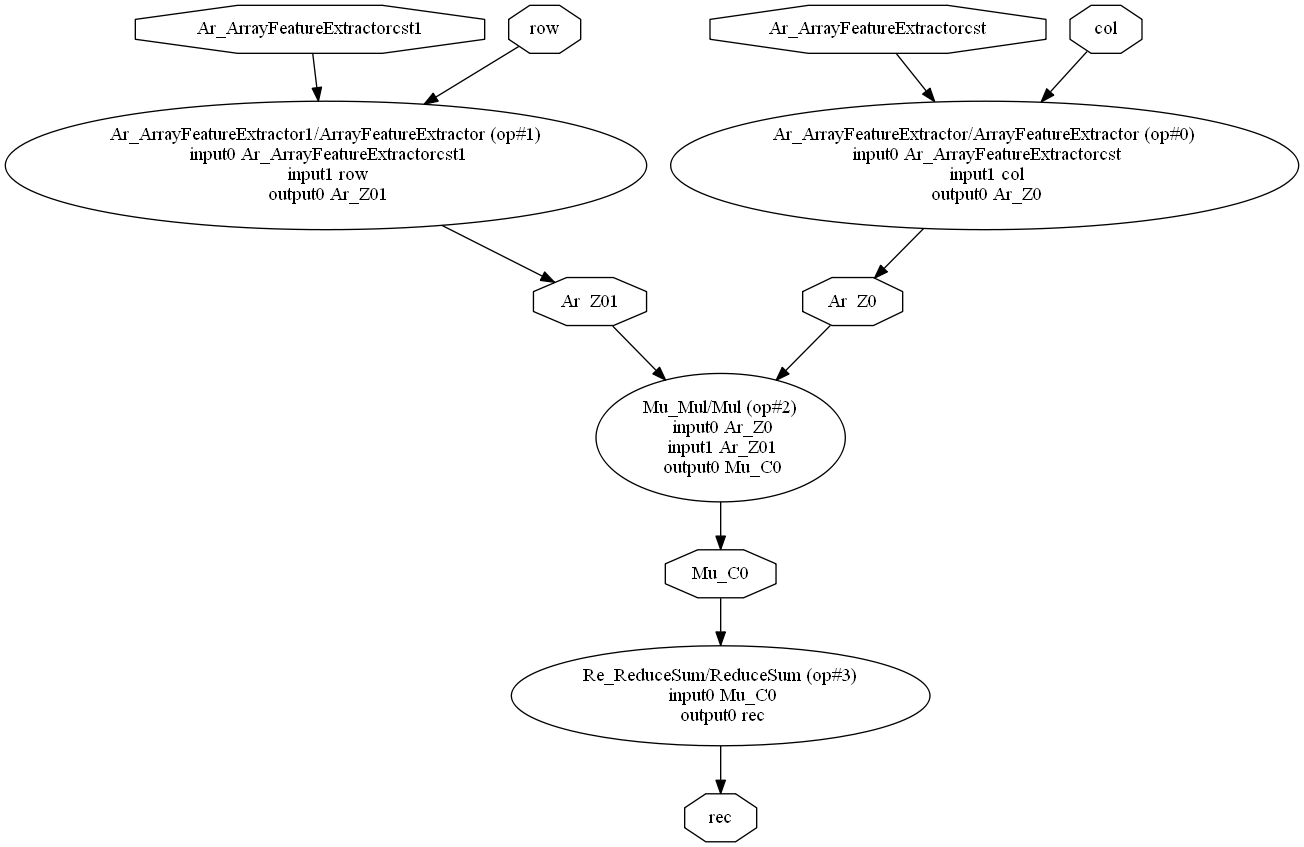 Ar_ArrayFeatureExtractorcst1
row
Ar_ArrayFeatureExtractorcst
col
Ar_ArrayFeatureExtractor1/ArrayFeatureExtractor (op#1)
input0 Ar_ArrayFeatureExtractorcst1
input1 row
output0 Ar_Z01
Ar_ArrayFeatureExtractor/ArrayFeatureExtractor (op#0)
input0 Ar_ArrayFeatureExtractorcst
input1 col
output0 Ar_Z0
Ar_Z01
Ar_Z0
Mu_Mul/Mul (op#2)
input0 Ar_Z0
input1 Ar_Z01
output0 Mu_C0
Mu_C0
Re_ReduceSum/ReduceSum (op#3)
input0 Mu_C0
output0 rec
rec